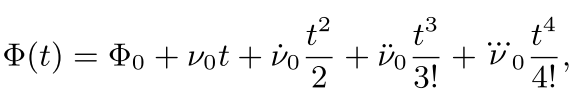 Φ(t) = Φ₀ + ν₀t + ν̇₀ t²/2 + ν̈₀ t³/3! + ν⃛₀ t⁴/4!,